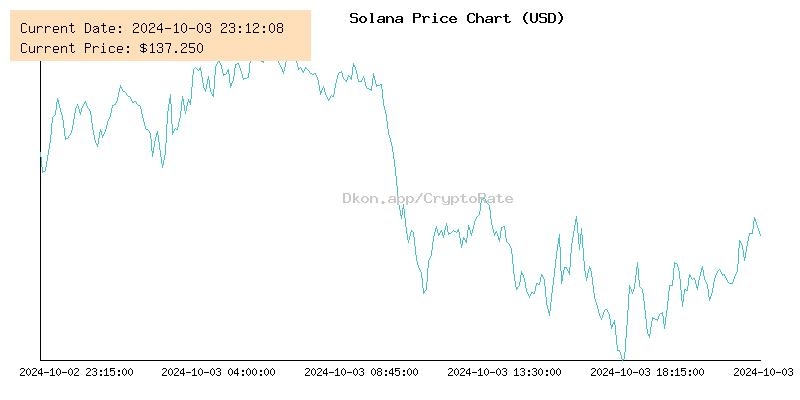 Solana Price Chart (USD)
Current Date: 2024-10-03 23:12:08
Current Price: $137.250
Dkon.app/CryptoRate
2024-10-02 23:15:00 2024-10-03 04:00:00 2024-10-03 08:45:00 2024-10-03 13:30:00 2024-10-03 18:15:00 2024-10-03